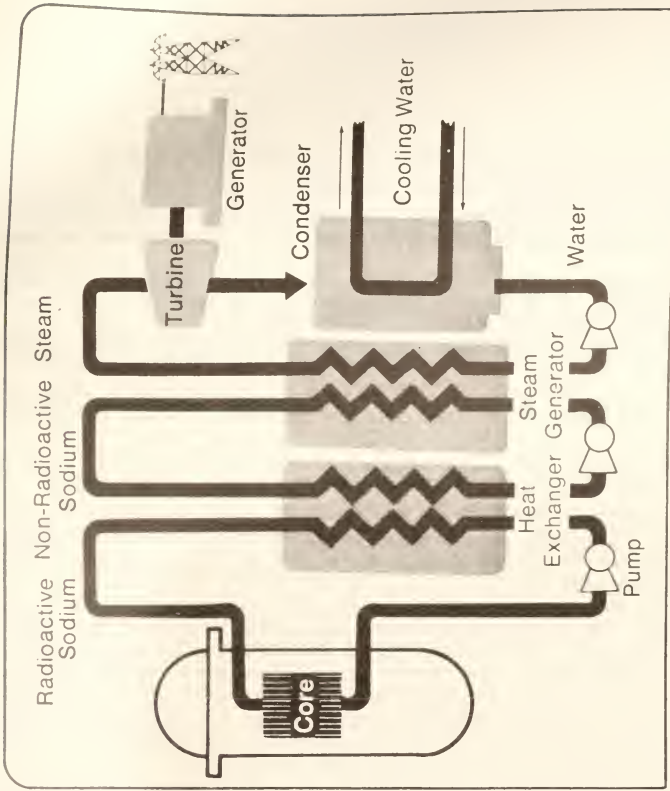 Radioactive
Sodium
Non-Radioactive
Sodium
Steam
Turbine
Generator
Condenser
Cooling Water
Core
Heat
Exchanger
Steam
Generator
Water
Pump